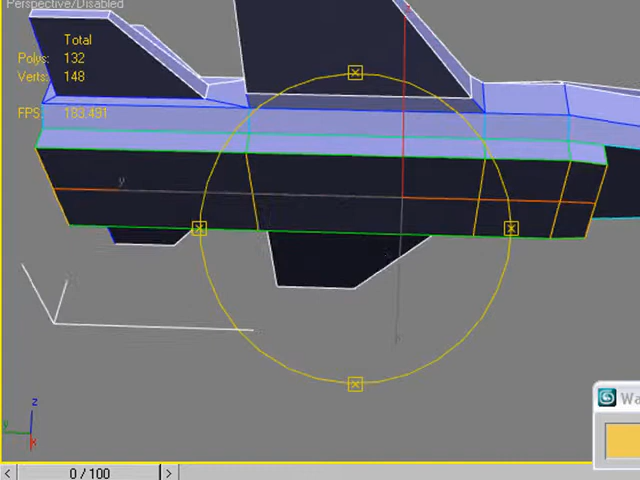 Perspective/Disabled
Total
Polys: 132
Verts: 148
FPS: 183.491
y
x
z
y
x
Wa
< 0 / 100 >